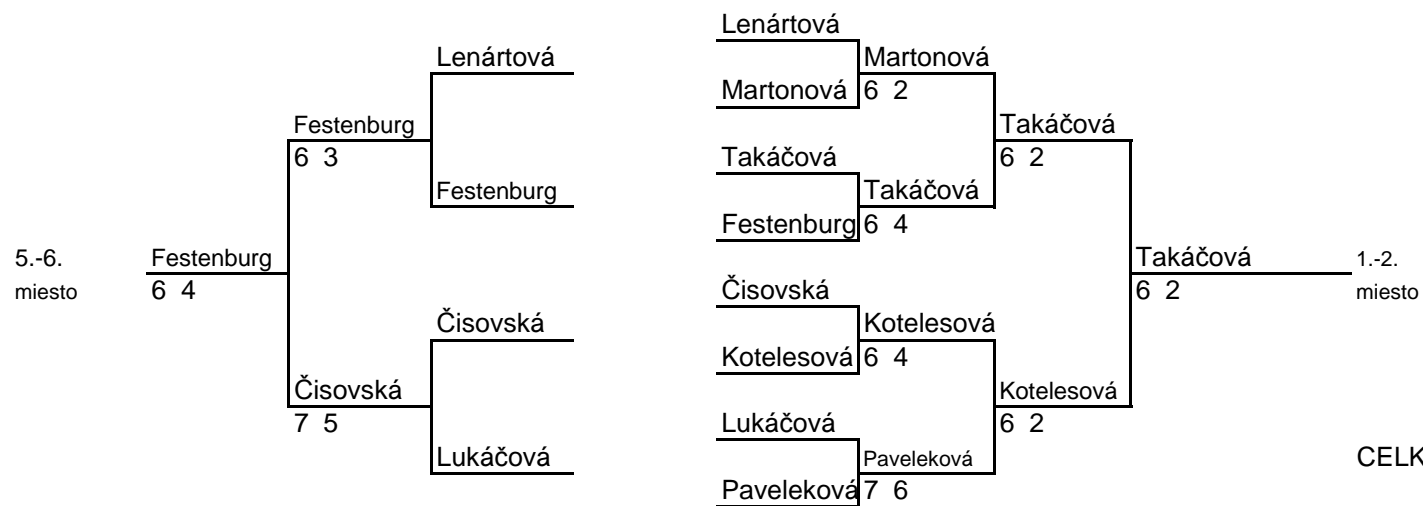 Lenártová
Lenártová
Martonová
Martonová
6 2
Festenburg
Takáčová
6 3
6 2
Takáčová
Festenburg
Takáčová
Festenburg
6 4
5.-6.
Festenburg
Takáčová
1.-2.
miesto
6 4
6 2
miesto
Čisovská
Čisovská
Kotelesová
Kotelesová
6 4
Čisovská
Kotelesová
7 5
6 2
Lukáčová
Lukáčová
Paveleková
CELK
Paveleková
7 6